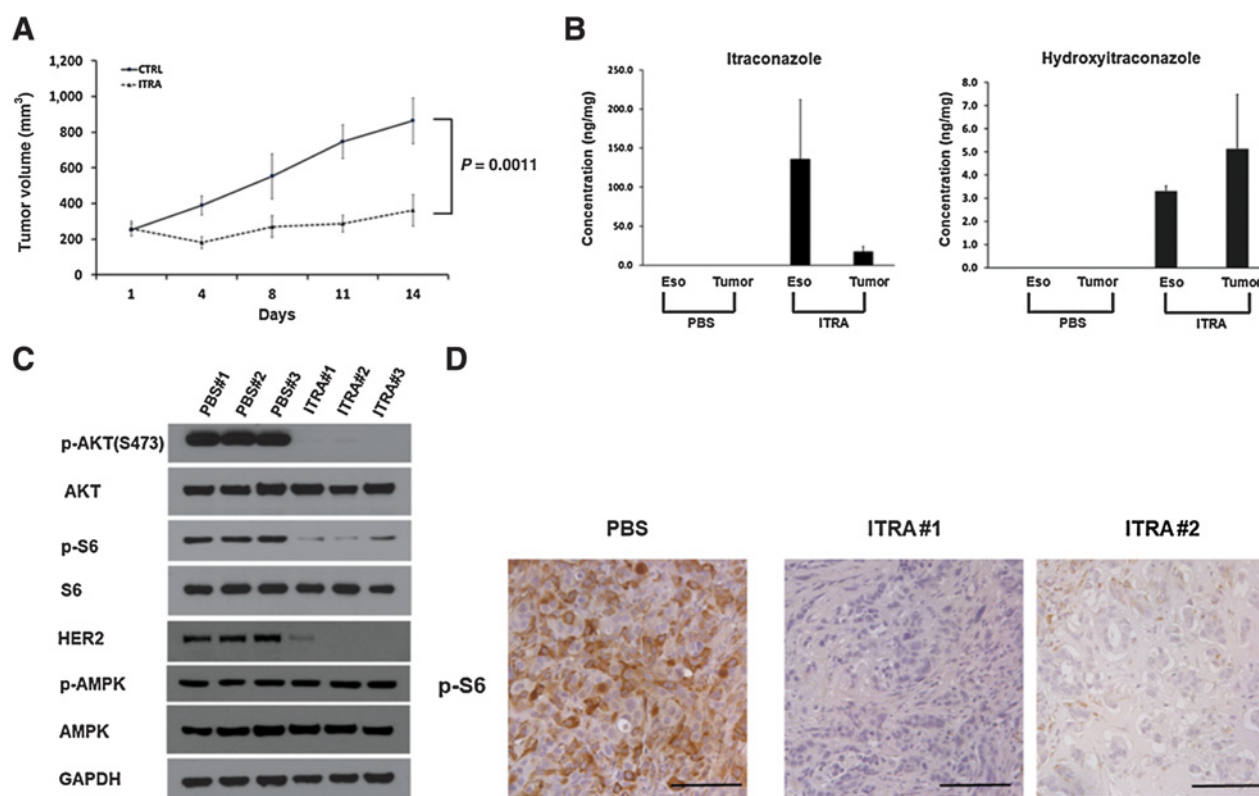 A
1,200
1,000
800
600
400
200
0
Tumor volume (mm³)
CTRL
ITRA
P = 0.0011
1 4 8 11 14
Days
B
Itraconazole
250.0
200.0
150.0
100.0
50.0
0.0
Concentration (ng/mg)
Eso Tumor Eso Tumor
PBS ITRA
Hydroxyitraconazole
8.0
7.0
6.0
5.0
4.0
3.0
2.0
1.0
0.0
Concentration (ng/mg)
Eso Tumor Eso Tumor
PBS ITRA
C
PBS#1 PBS#2 PBS#3 ITRA#1 ITRA#2 ITRA#3
p-AKT(S473)
AKT
p-S6
S6
HER2
p-AMPK
AMPK
GAPDH
D
PBS ITRA#1 ITRA#2
p-S6